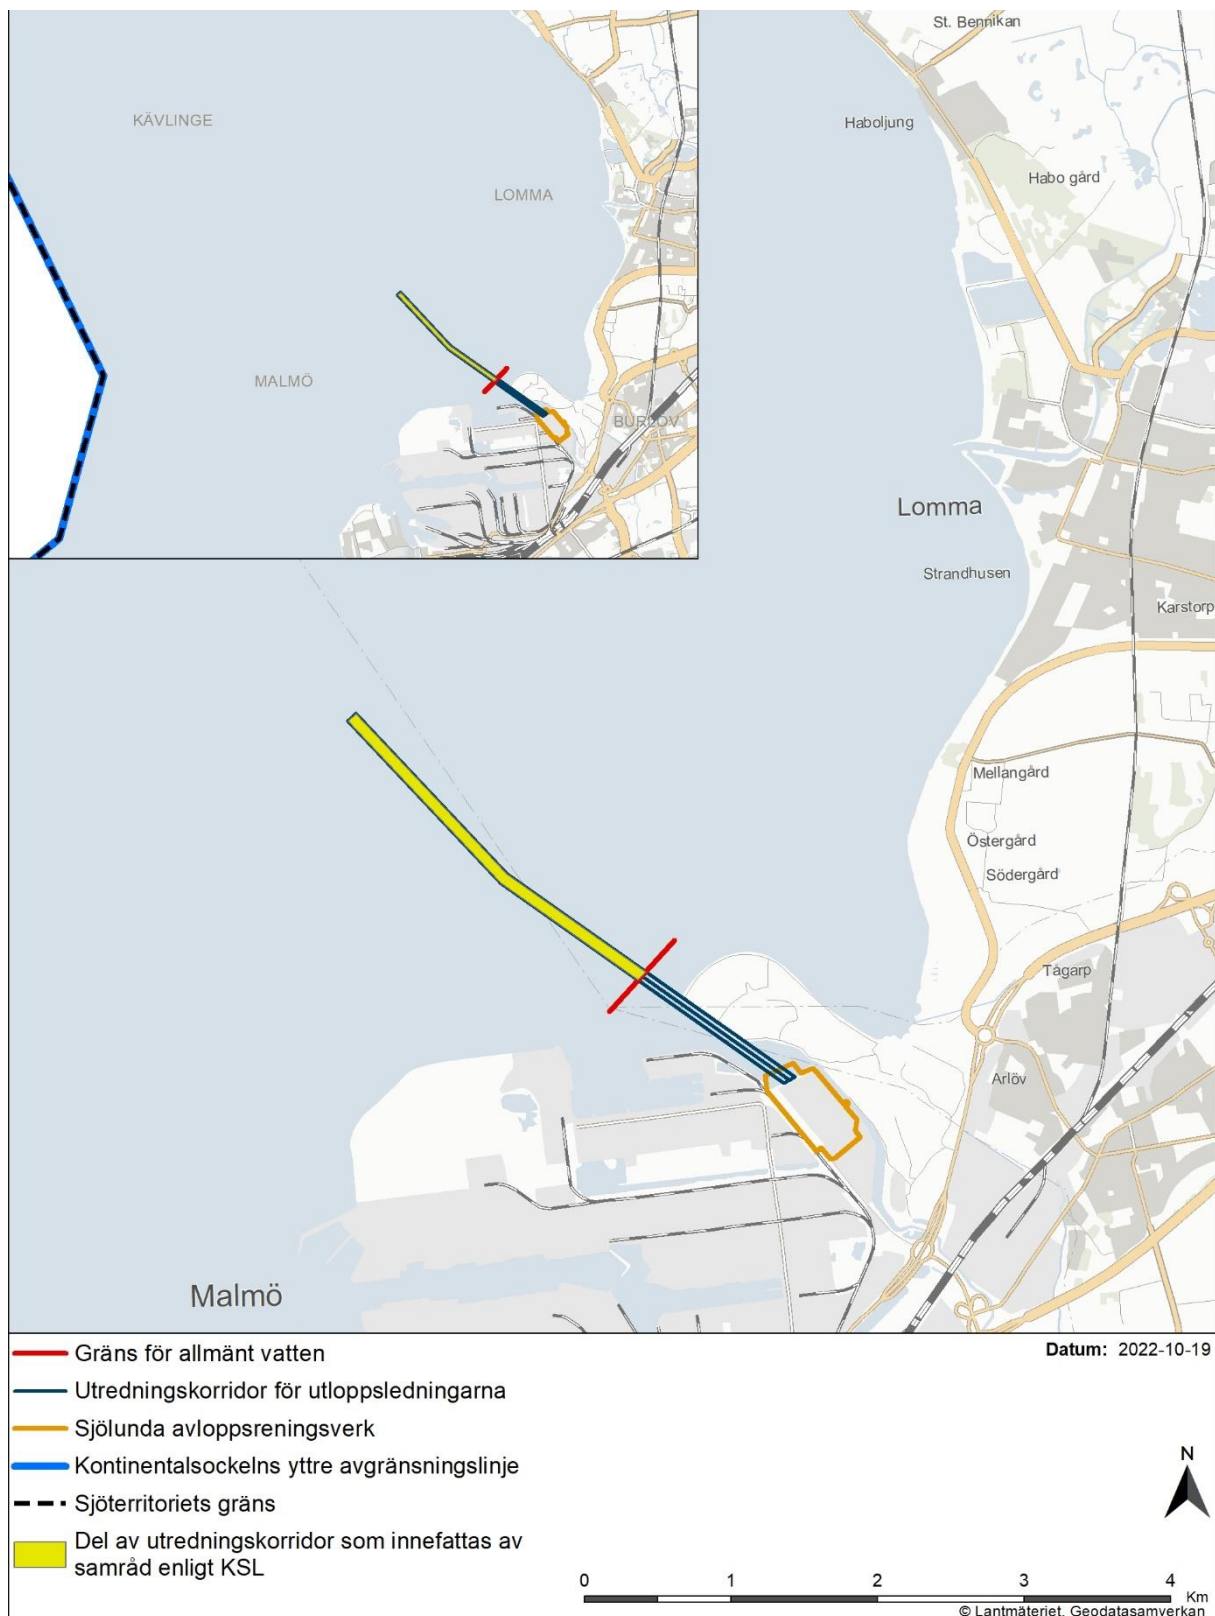 St. Bennikan
KÄVLINGE
Haboljung
Habo gård
LOMMA
MALMÖ
BURLÖV
Lomma
Strandhusen
Karstorp
Mellangård
Östergård
Södergård
Tågarp
Arlöv
Malmö
Gräns för allmänt vatten
Datum: 2022-10-19
Utredningskorridor för utloppsledningarna
Sjölunda avloppsreningsverk
Kontinentalsockelns yttre avgränsningslinje
N
Sjöterritoriets gräns
Del av utredningskorridor som innefattas av
samråd enligt KSL
0 1 2 3 4
Km
© Lantmäteriet, Geodatasamverkan